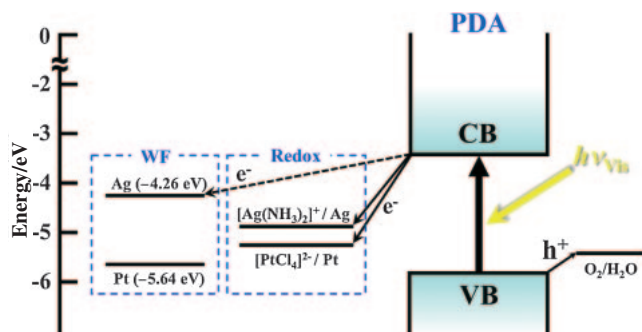 PDA
0
-2
-3
-4
-5
-6
Energy/eV
WF
Redox
CB
hνVis
Ag (−4.26 eV)
e-
e-
[Ag(NH3)2]+/ Ag
[PtCl4]2-/ Pt
Pt (−5.64 eV)
h+
O2/H2O
VB